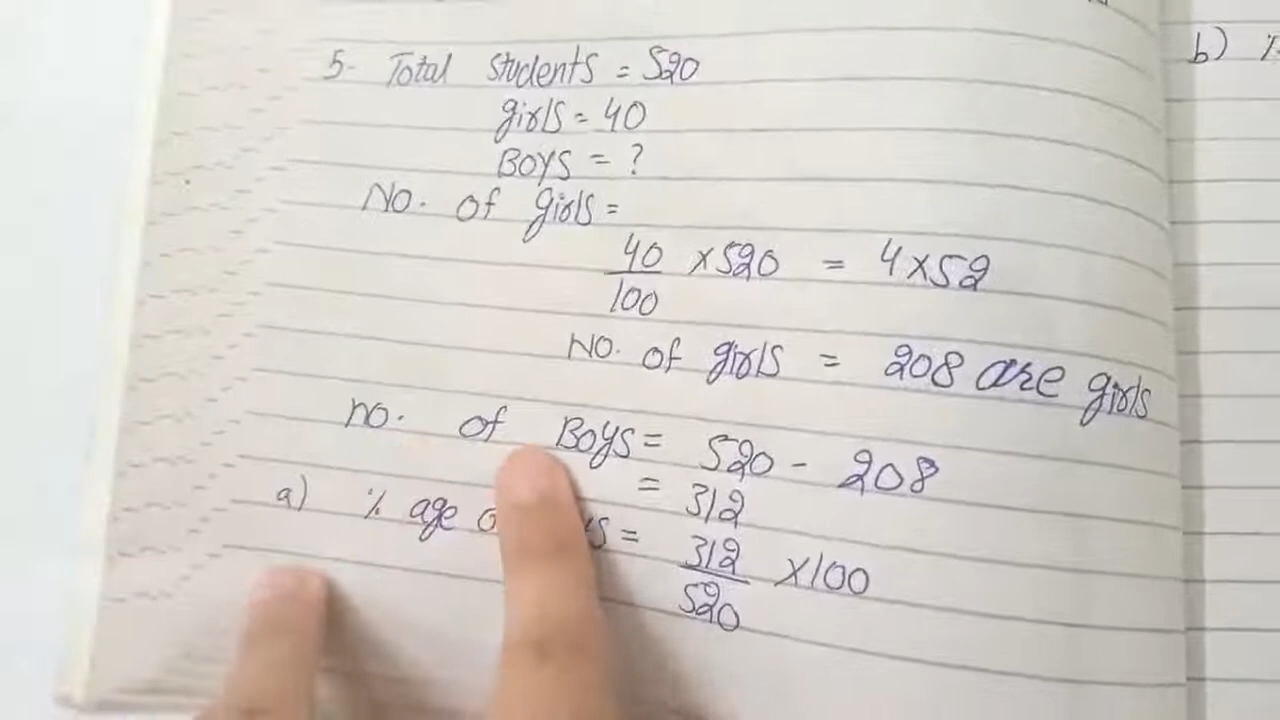 5- Total students = 520
girls = 40
Boys = ?
No. of girls =
40/100 × 520 = 4 × 52
No. of girls = 208 are girls
no. of Boys = 520 - 208
= 312
a) % age = 312/520 × 100
b)